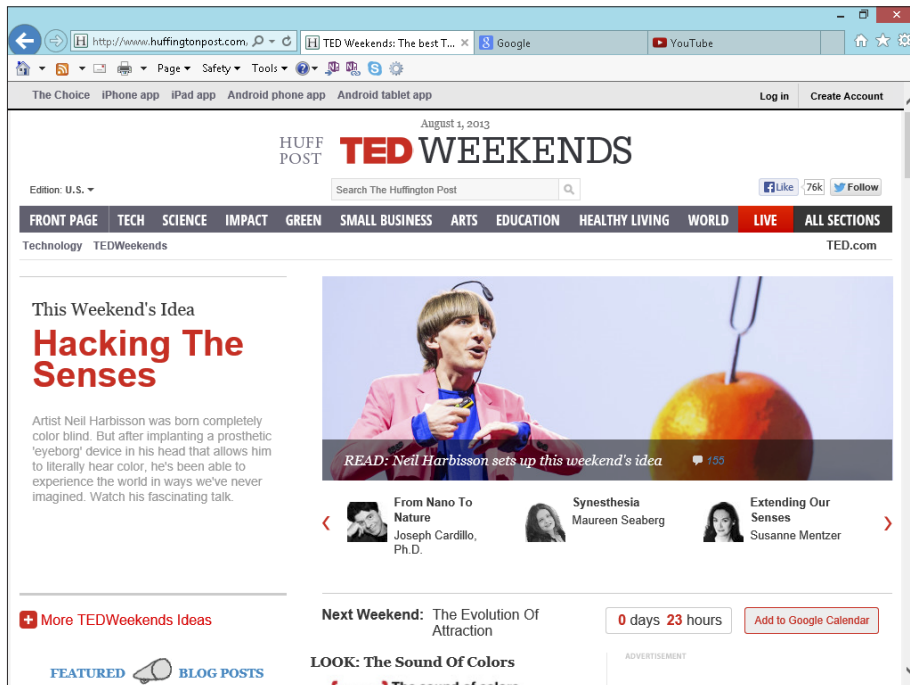 http://www.huffingtonpost.com,
TED Weekends: The best T...
Google
YouTube
Page Safety Tools
The Choice iPhone app iPad app Android phone app Android tablet app
Log in Create Account
August 1, 2013
HUFF
POST
TED WEEKENDS
Edition: U.S.
Search The Huffington Post
Like 76k Follow
FRONT PAGE TECH SCIENCE IMPACT GREEN SMALL BUSINESS ARTS EDUCATION HEALTHY LIVING WORLD LIVE ALL SECTIONS
Technology TEDWeekends
TED.com
This Weekend's Idea
Hacking The
Senses
Artist Neil Harbisson was born completely
color blind. But after implanting a prosthetic
'eyeborg' device in his head that allows him
to literally hear color, he's been able to
experience the world in ways we've never
imagined. Watch his fascinating talk.
READ: Neil Harbisson sets up this weekend's idea 155
From Nano To
Nature
Joseph Cardillo,
Ph.D.
Synesthesia
Maureen Seaberg
Extending Our
Senses
Susanne Mentzer
More TEDWeekends Ideas
Next Weekend: The Evolution Of
Attraction
0 days 23 hours
Add to Google Calendar
FEATURED BLOG POSTS
LOOK: The Sound Of Colors
ADVERTISEMENT
The sound of colors